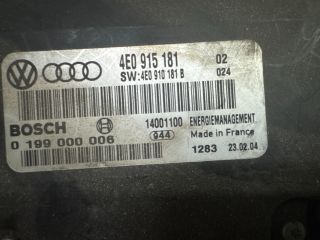 4E0 915 181 02
SW:4E0 910 181 B 024
BOSCH 14001100 ENERGIEMANAGEMENT
0 199 000 006 944 Made in France
1283 23.02.04